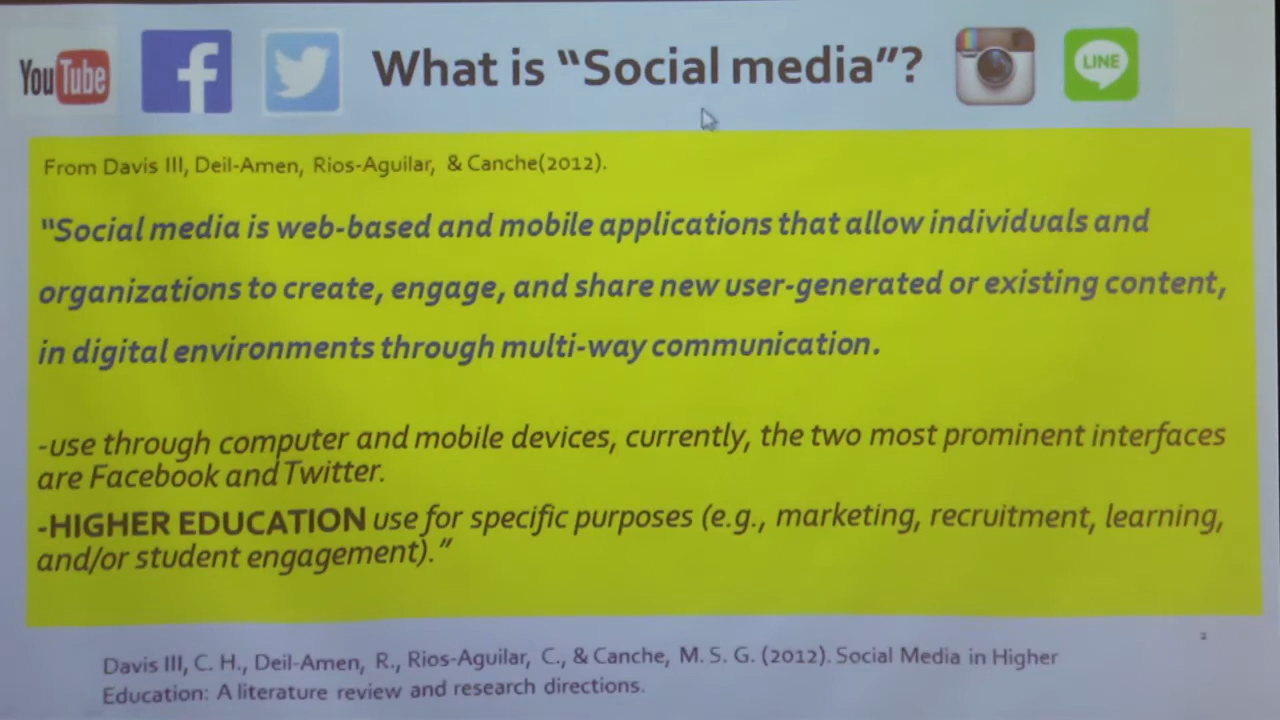 You Tube f What is “Social media”? LINE
From Davis III, Deil-Amen, Rios-Aguilar, & Canche(2012).
“Social media is web-based and mobile applications that allow individuals and
organizations to create, engage, and share new user-generated or existing content,
in digital environments through multi-way communication.
-use through computer and mobile devices, currently, the two most prominent interfaces
are Facebook and Twitter.
-HIGHER EDUCATION use for specific purposes (e.g., marketing, recruitment, learning,
and/or student engagement).”
2
Davis III, C. H., Deil-Amen, R., Rios-Aguilar, C., & Canche, M. S. G. (2012). Social Media in Higher
Education: A literature review and research directions.